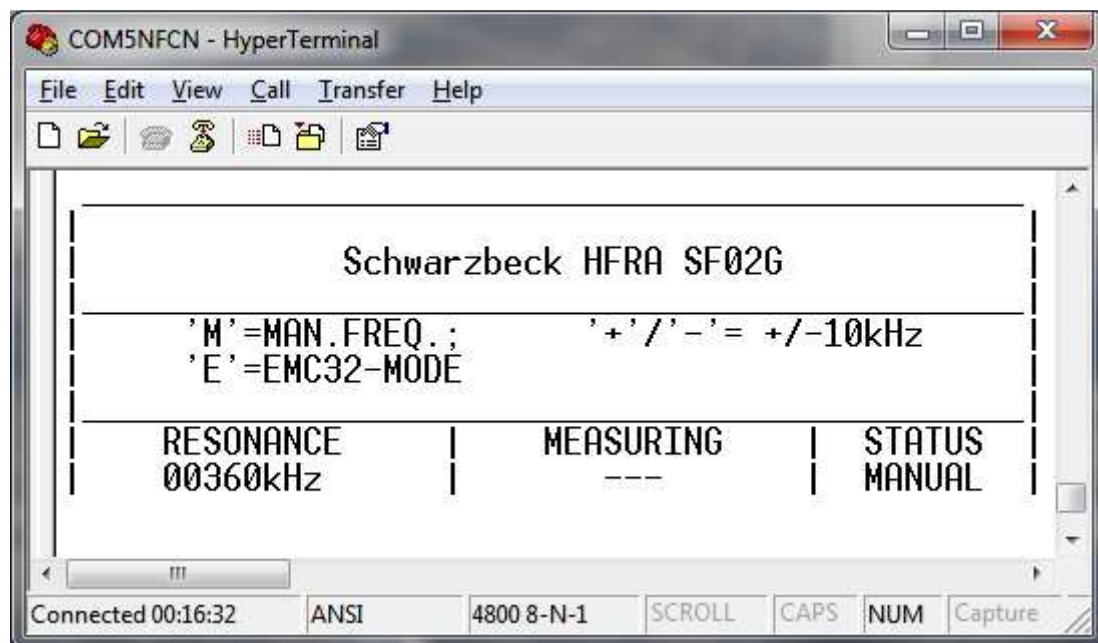 COM5NFCN - HyperTerminal
File Edit View Call Transfer Help
Schwarzbeck HFRA SF02G
'M'=MAN.FREQ.; '+'/'-'= +/-10kHz
'E'=EMC32-MODE
RESONANCE | MEASURING | STATUS
00360kHz | --- | MANUAL
Connected 00:16:32 ANSI 4800 8-N-1 SCROLL CAPS NUM Capture